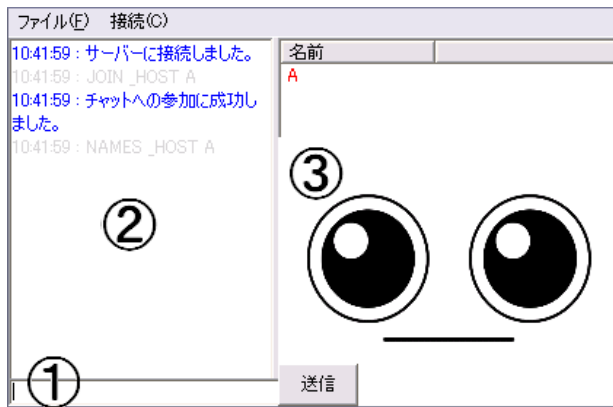 ファイル(F) 接続(C)
10:41:59 : サーバーに接続しました。
10:41:59 : JOIN _HOST A
10:41:59 : チャットへの参加に成功し
ました。
10:41:59 : NAMES _HOST A
②
①
名前
A
③
送信